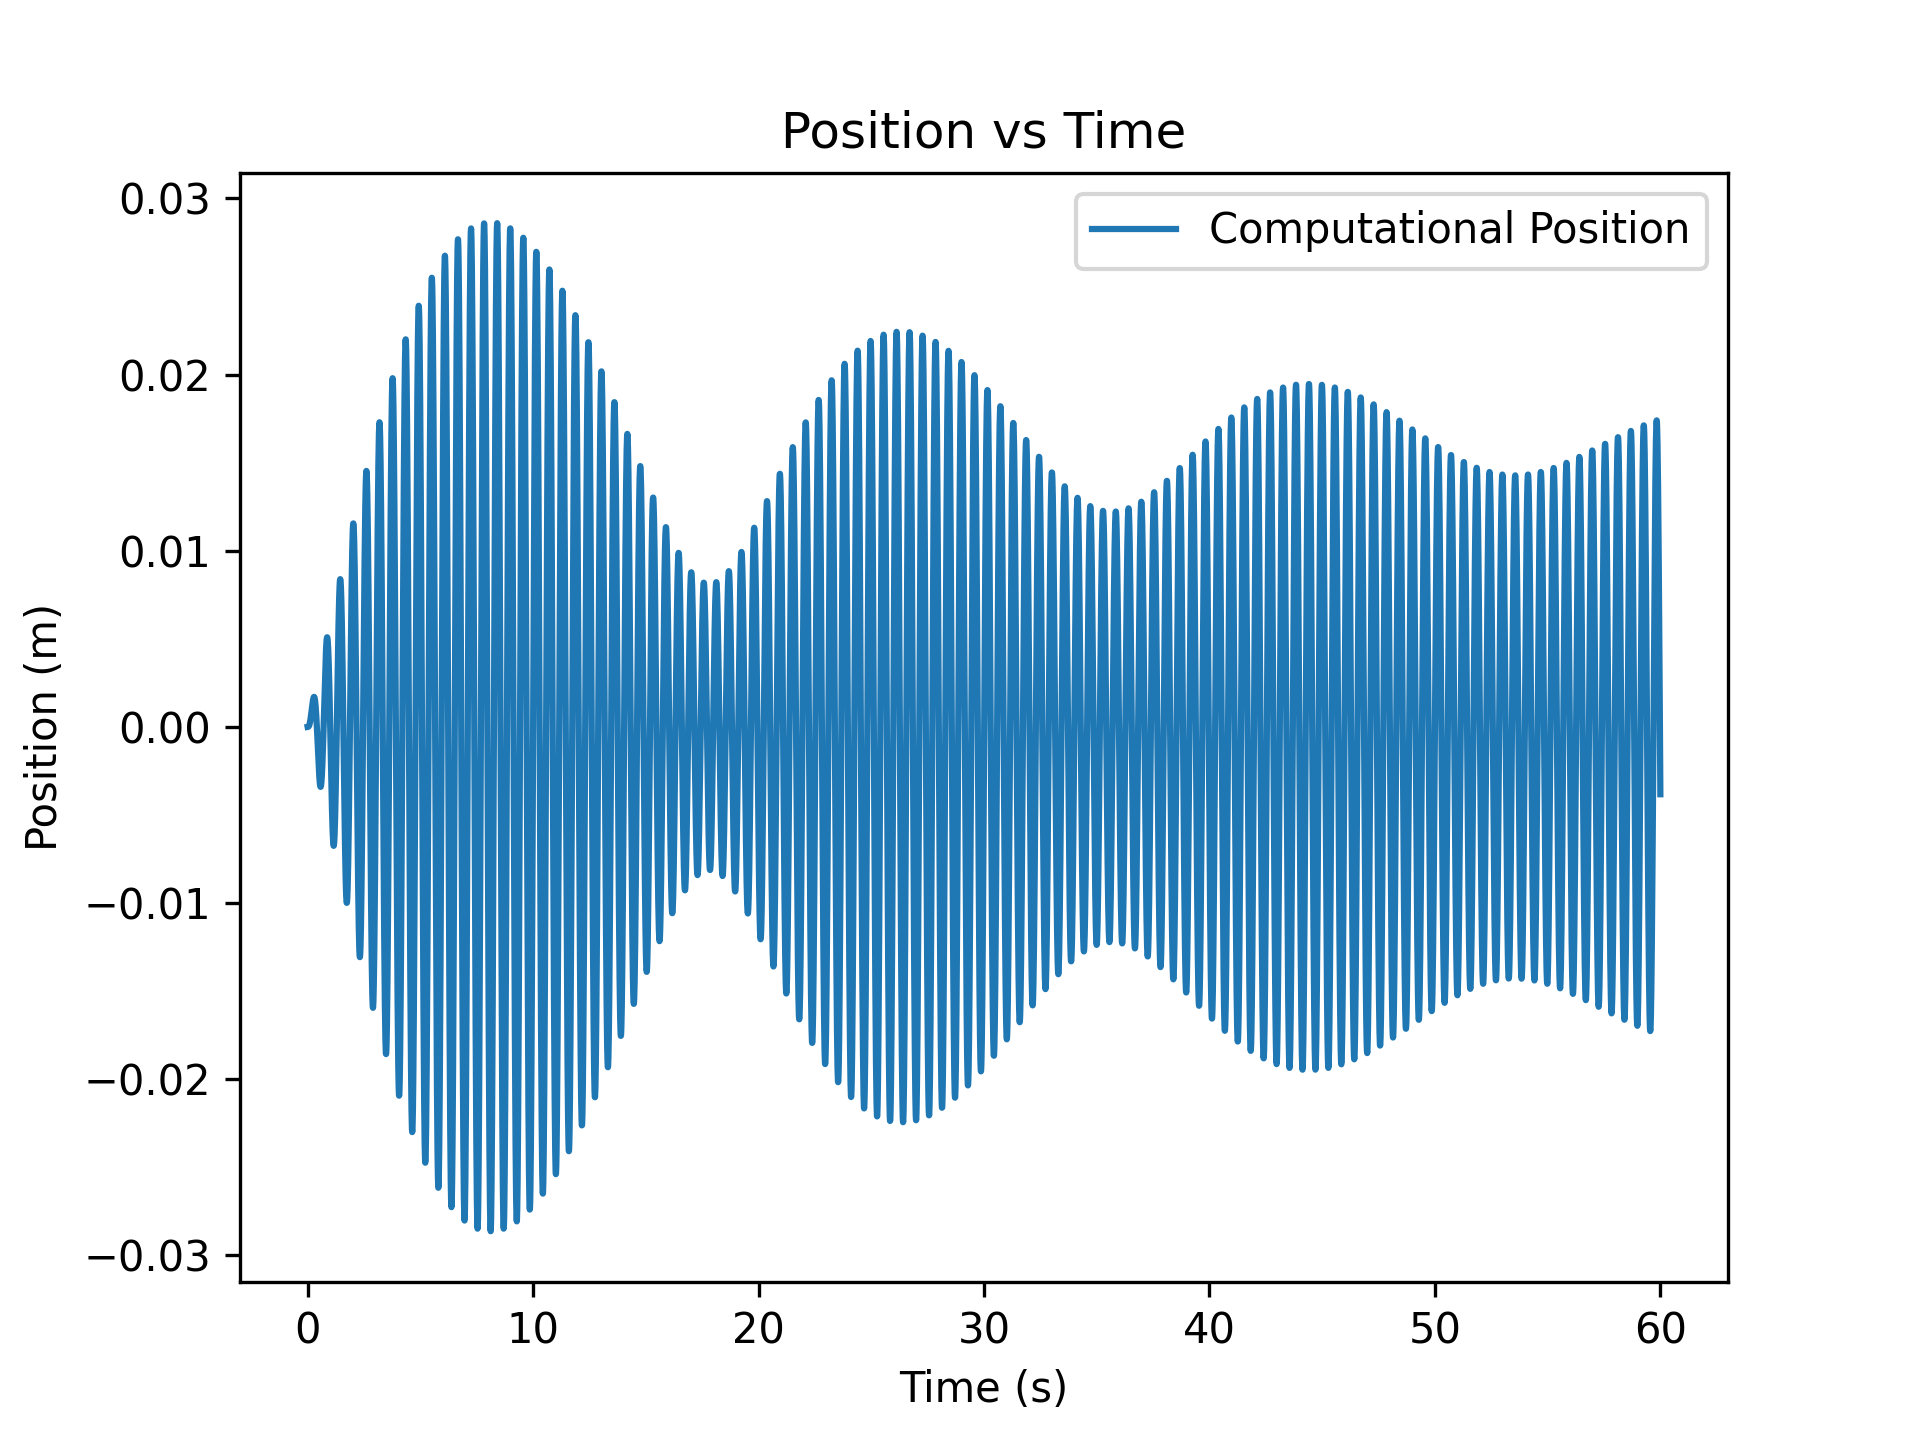 Position vs Time
Computational Position
0.03
0.02
0.01
0.00
−0.01
−0.02
−0.03
Position (m)
0 10 20 30 40 50 60
Time (s)